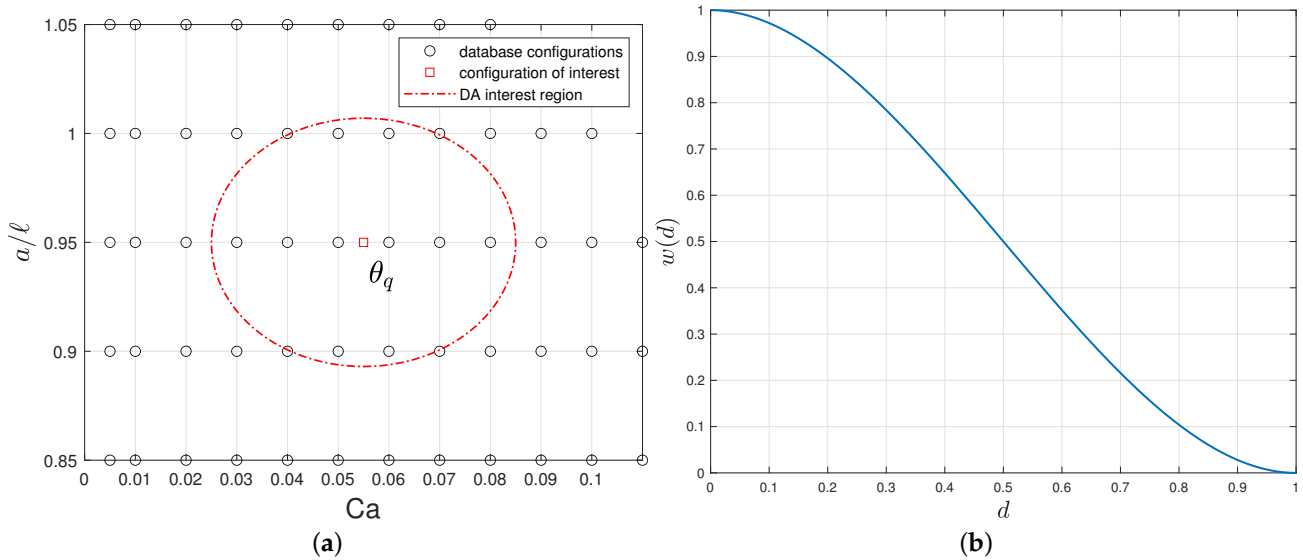 1.05
1
0.95
0.9
0.85
a/ℓ
database configurations
configuration of interest
DA interest region
θq
0 0.01 0.02 0.03 0.04 0.05 0.06 0.07 0.08 0.09 0.1
Ca
(a)
1
0.9
0.8
0.7
0.6
0.5
0.4
0.3
0.2
0.1
0
w(d)
0 0.1 0.2 0.3 0.4 0.5 0.6 0.7 0.8 0.9 1
d
(b)